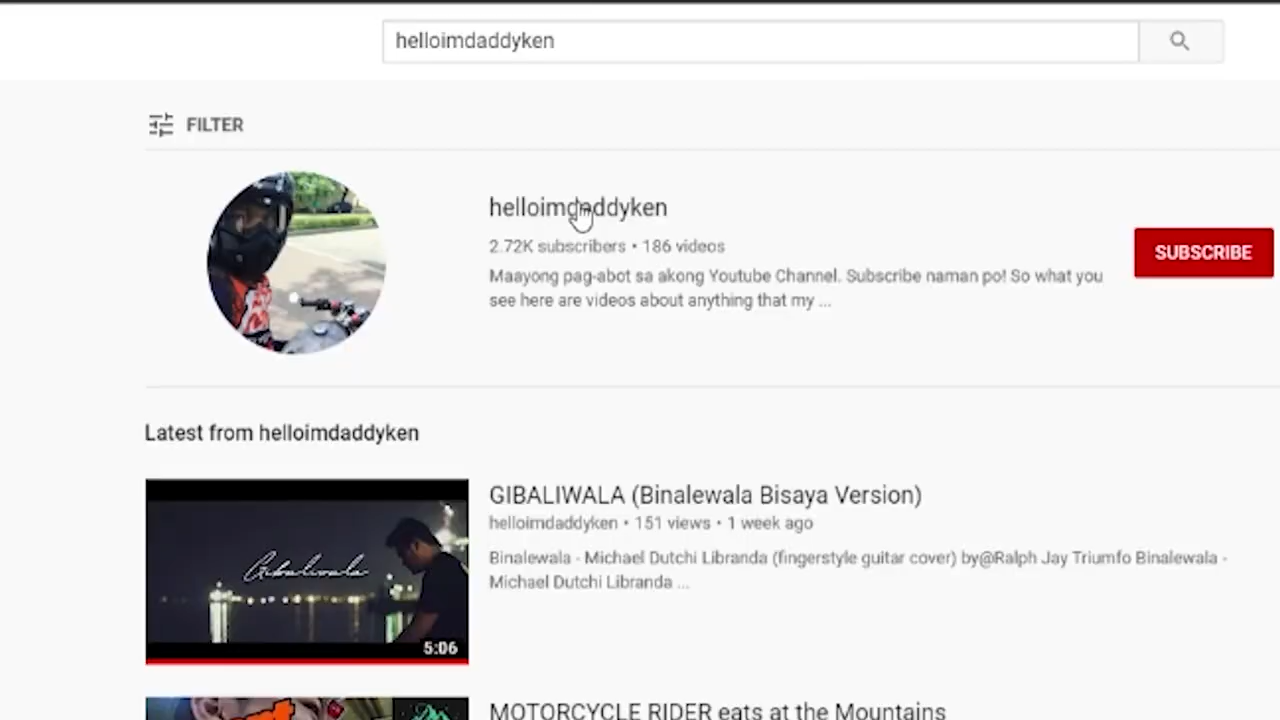 helloimdaddyken
FILTER
helloimdaddyken
2.72K subscribers • 186 videos
SUBSCRIBE
Maayong pag-abot sa akong Youtube Channel. Subscribe naman po! So what you
see here are videos about anything that my ...
Latest from helloimdaddyken
GIBALIWALA (Binalewala Bisaya Version)
helloimdaddyken • 151 views • 1 week ago
Binalewala - Michael Dutchi Libranda (fingerstyle guitar cover) by@Ralph Jay Triumfo Binalewala -
Michael Dutchi Libranda ...
Gibaliwala
5:06
MOTORCYCLE RIDER eats at the Mountains